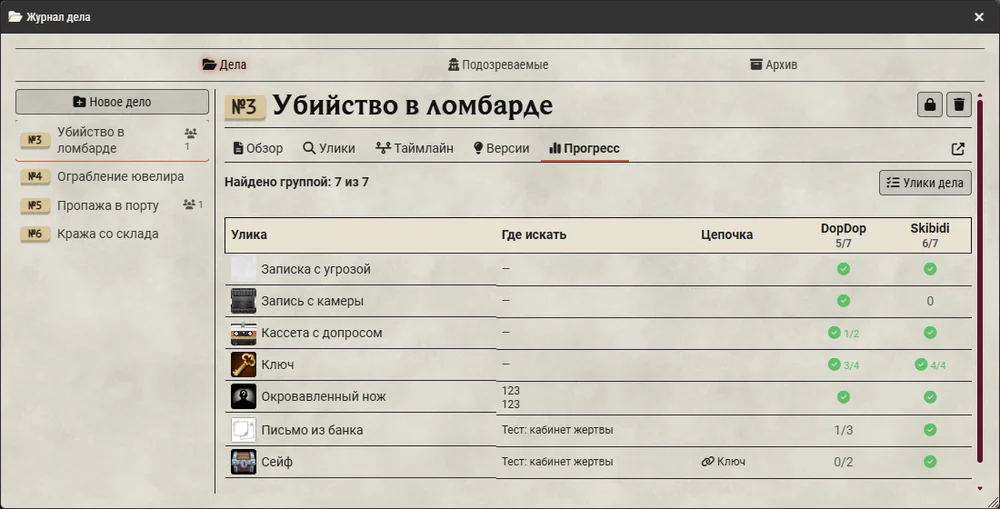 Журнал дела
Дела
Подозреваемые
Архив
Новое дело
№3 Убийство в ломбарде 1
№4 Ограбление ювелира
№5 Пропажа в порту 1
№6 Кража со склада
№3 Убийство в ломбарде
Обзор Улики Таймлайн Версии Прогресс
Найдено группой: 7 из 7
Улики дела
Улика Где искать Цепочка DopDop Skibidi
5/7 6/7
Записка с угрозой —
Запись с камеры — 0
Кассета с допросом — 1/2
Ключ — 3/4 4/4
Окровавленный нож 123
123
Письмо из банка Тест: кабинет жертвы 1/3
Сейф Тест: кабинет жертвы Ключ 0/2